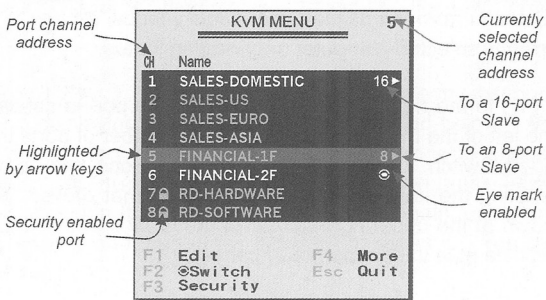 Port channel address
KVM MENU
5
Currently selected channel address
CH Name
1 SALES-DOMESTIC 16►
2 SALES-US
3 SALES-EURO
4 SALES-ASIA
5 FINANCIAL-1F 8►
6 FINANCIAL-2F
7 RD-HARDWARE
8 RD-SOFTWARE
Highlighted by arrow keys
Security enabled port
To a 16-port Slave
To an 8-port Slave
Eye mark enabled
F1 Edit F4 More
F2 Switch Esc Quit
F3 Security